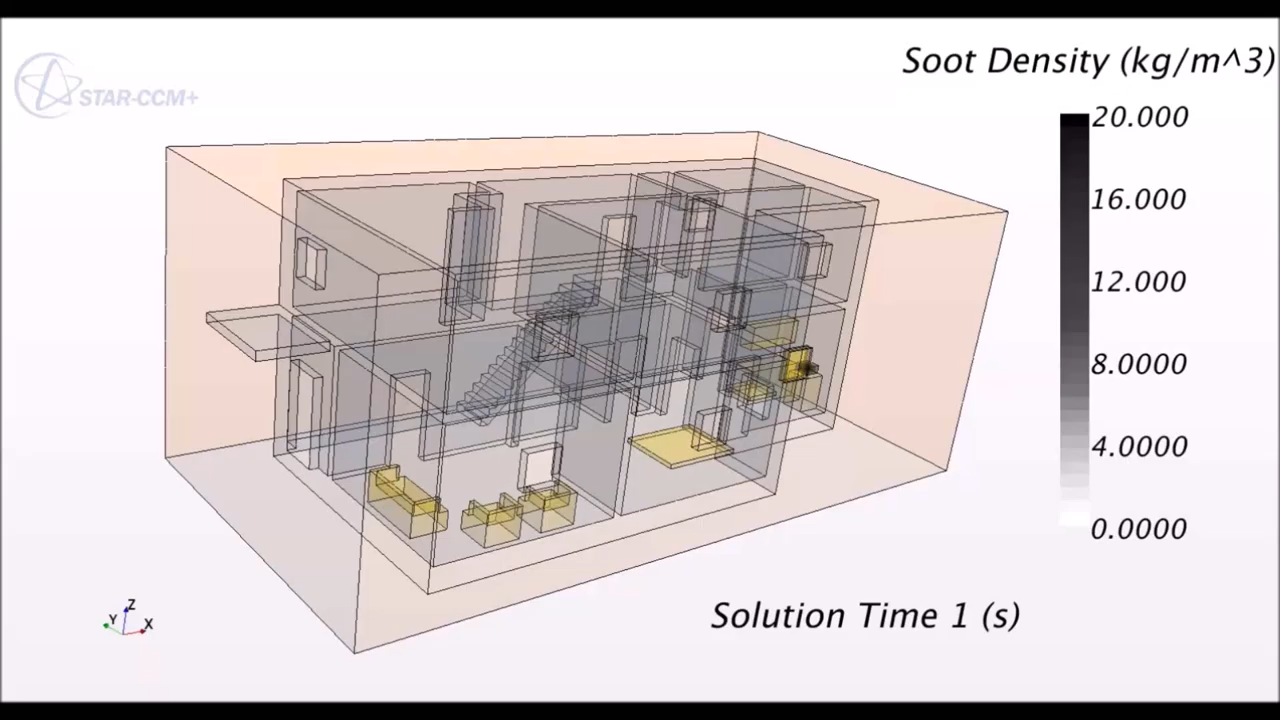 Soot Density (kg/m^3)
STAR-CCM+
20.000
16.000
12.000
8.0000
4.0000
0.0000
Solution Time 1 (s)
Z
Y
X